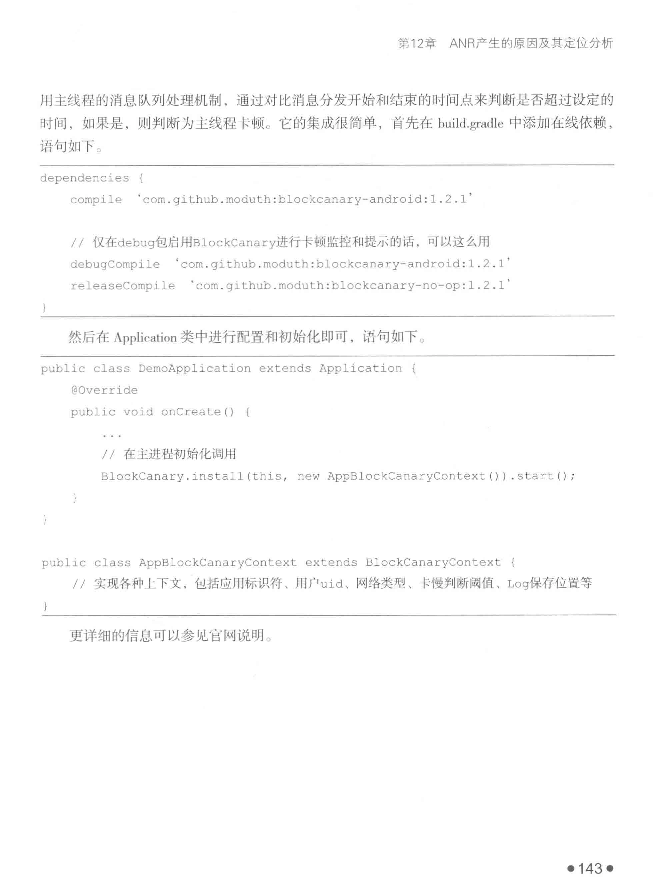 第12章 ANR产生的原因及其定位分析
用主线程的消息队列处理机制，通过对比消息分发开始和结束的时间点来判断是否超过设定的
时间，如果是，则判断为主线程卡顿。它的集成很简单，首先在 build.gradle 中添加在线依赖，
语句如下。
dependencies {
compile 'com.github.moduth:blockcanary-android:1.2.1'
// 仅在debug包启用BlockCanary进行卡顿监控和提示的话，可以这么用
debugCompile 'com.github.moduth:blockcanary-android:1.2.1'
releaseCompile 'com.github.moduth:blockcanary-no-op:1.2.1'
}
然后在 Application 类中进行配置和初始化即可，语句如下。
public class DemoApplication extends Application {
@Override
public void onCreate() {
...
// 在主进程初始化调用
BlockCanary.install(this, new AppBlockCanaryContext()).start();
}
}
public class AppBlockCanaryContext extends BlockCanaryContext {
// 实现各种上下文，包括应用标识符、用户uid、网络类型、卡慢判断阈值、Log保存位置等
}
更详细的信息可以参见官网说明。
●143●